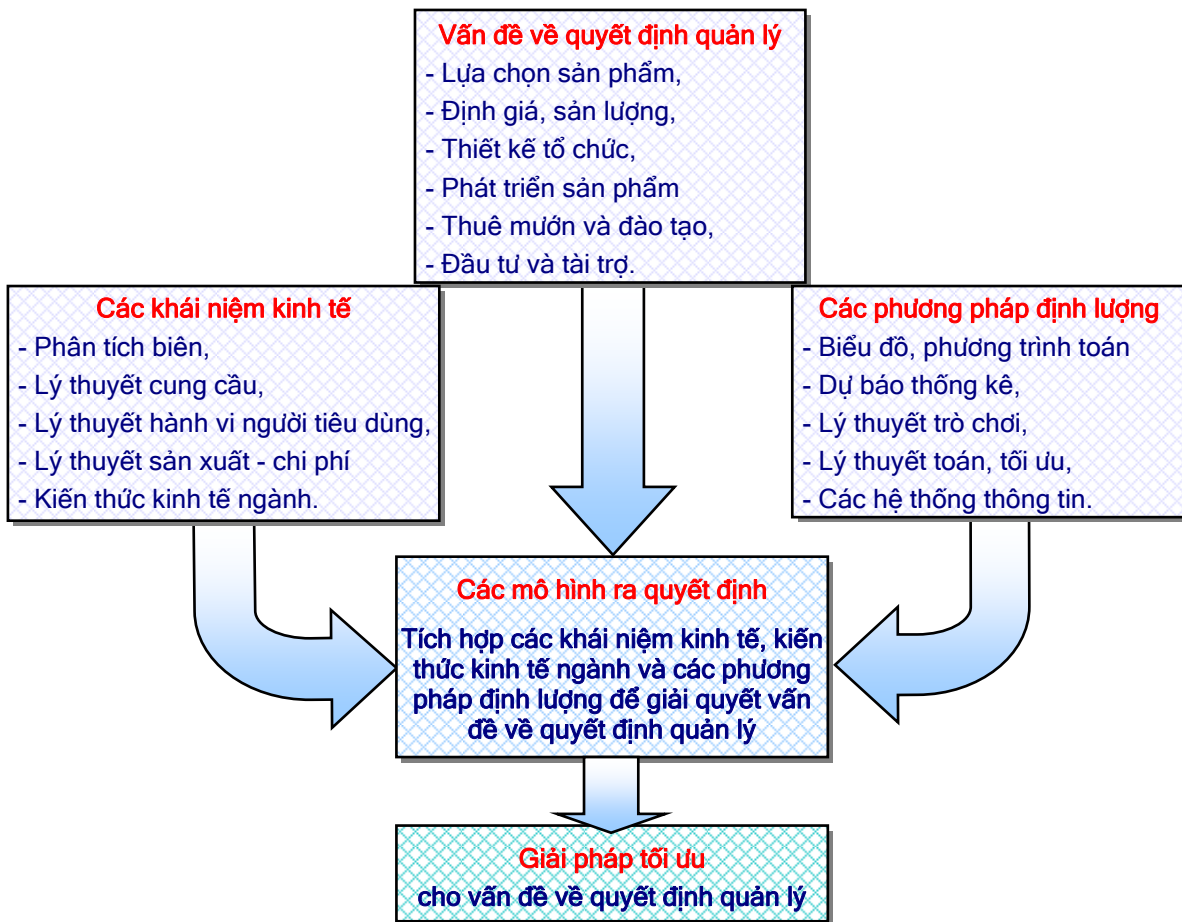 Vấn đề về quyết định quản lý
- Lựa chọn sản phẩm,
- Định giá, sản lượng,
- Thiết kế tổ chức,
- Phát triển sản phẩm
- Thuê mướn và đào tạo,
- Đầu tư và tài trợ.
Các khái niệm kinh tế
- Phân tích biên,
- Lý thuyết cung cầu,
- Lý thuyết hành vi người tiêu dùng,
- Lý thuyết sản xuất - chi phí
- Kiến thức kinh tế ngành.
Các phương pháp định lượng
- Biểu đồ, phương trình toán
- Dự báo thống kê,
- Lý thuyết trò chơi,
- Lý thuyết toán, tối ưu,
- Các hệ thống thông tin.
Các mô hình ra quyết định
Tích hợp các khái niệm kinh tế, kiến
thức kinh tế ngành và các phương
pháp định lượng để giải quyết vấn
đề về quyết định quản lý
Giải pháp tối ưu
cho vấn đề về quyết định quản lý